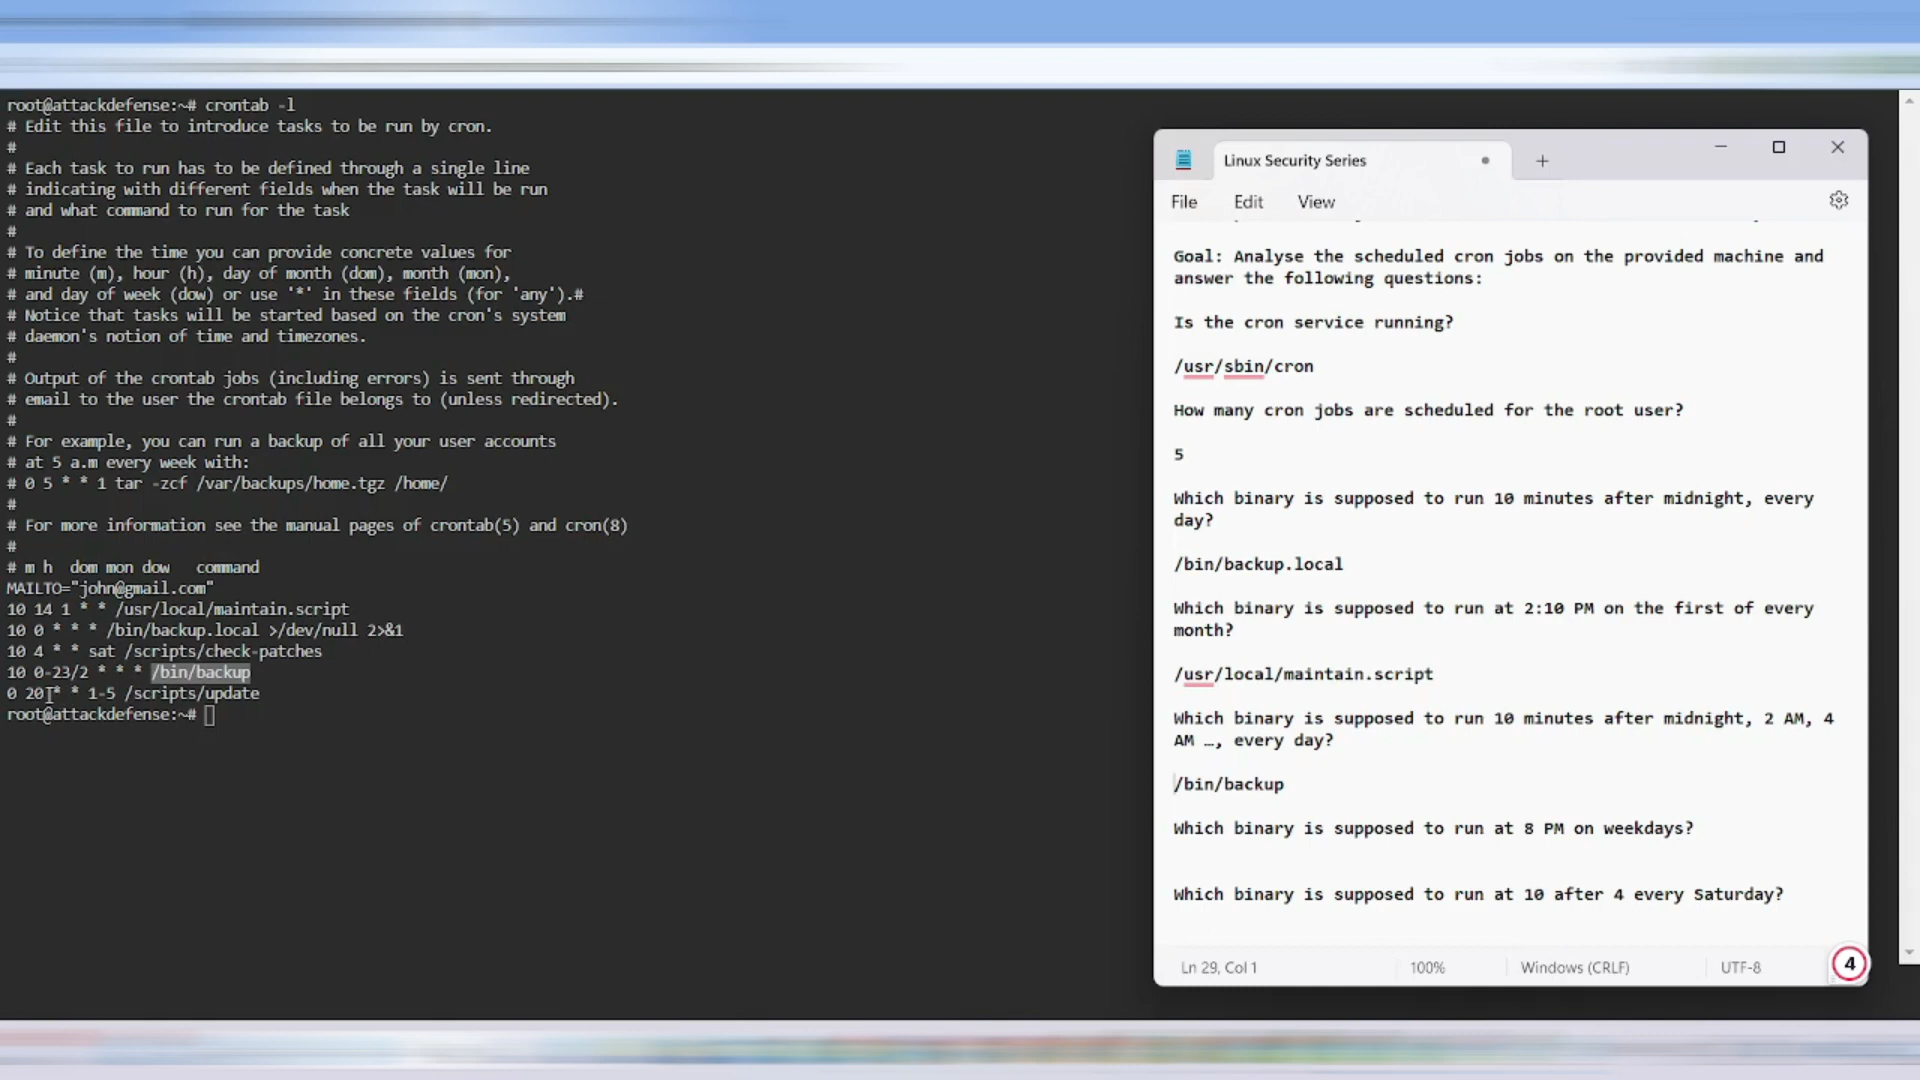 root@attackdefense:~# crontab -l
# Edit this file to introduce tasks to be run by cron.
#
# Each task to run has to be defined through a single line
# indicating with different fields when the task will be run
# and what command to run for the task
#
# To define the time you can provide concrete values for
# minute (m), hour (h), day of month (dom), month (mon),
# and day of week (dow) or use '*' in these fields (for 'any').#
# Notice that tasks will be started based on the cron's system
# daemon's notion of time and timezones.
#
# Output of the crontab jobs (including errors) is sent through
# email to the user the crontab file belongs to (unless redirected).
#
# For example, you can run a backup of all your user accounts
# at 5 a.m every week with:
# 0 5 * * 1 tar -zcf /var/backups/home.tgz /home/
#
# For more information see the manual pages of crontab(5) and cron(8)
#
# m h  dom mon dow   command
MAILTO="john@gmail.com"
10 14 1 * * /usr/local/maintain.script
10 0 * * * /bin/backup.local >/dev/null 2>&1
10 4 * * sat /scripts/check-patches
10 0-23/2 * * * /bin/backup
0 20 * * 1-5 /scripts/update
root@attackdefense:~#
Linux Security Series
File Edit View
Goal: Analyse the scheduled cron jobs on the provided machine and
answer the following questions:
Is the cron service running?
/usr/sbin/cron
How many cron jobs are scheduled for the root user?
5
Which binary is supposed to run 10 minutes after midnight, every
day?
/bin/backup.local
Which binary is supposed to run at 2:10 PM on the first of every
month?
/usr/local/maintain.script
Which binary is supposed to run 10 minutes after midnight, 2 AM, 4
AM …, every day?
/bin/backup
Which binary is supposed to run at 8 PM on weekdays?
Which binary is supposed to run at 10 after 4 every Saturday?
Ln 29, Col 1 100% Windows (CRLF) UTF-8 4